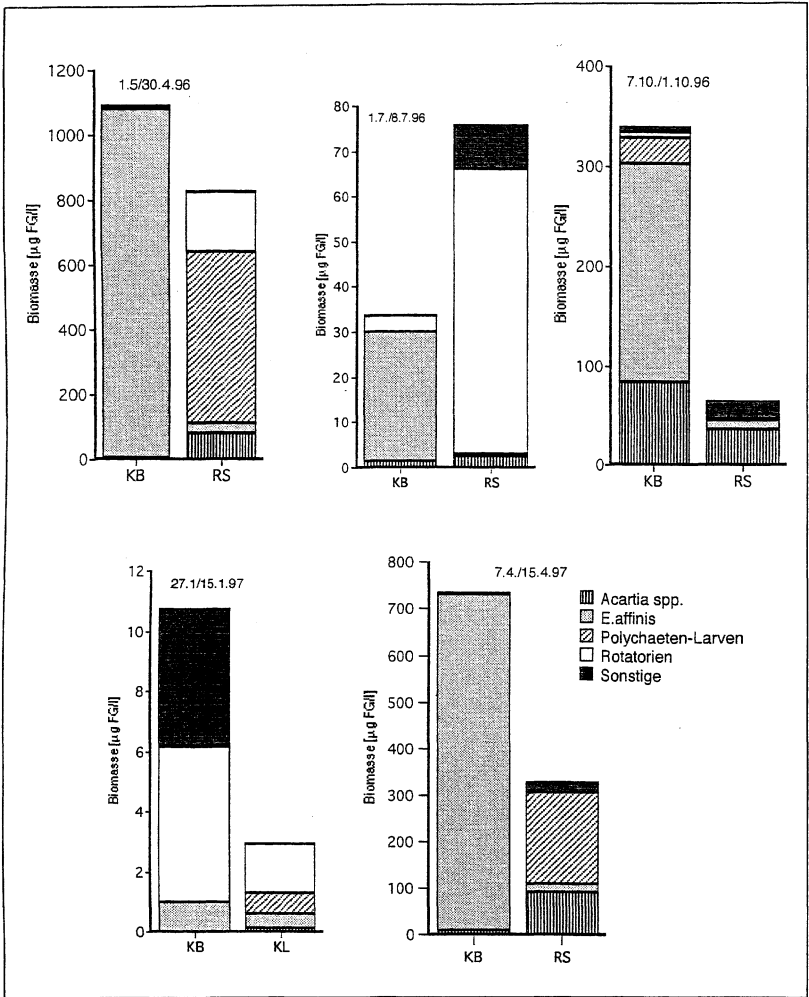 1.5/30.4.96
Biomasse [µg FG/l]
1200
1000
800
600
400
200
0
KB
RS
1.7./8.7.96
Biomasse [µg FG/l]
80
70
60
50
40
30
20
10
0
KB
RS
7.10./1.10.96
Biomasse [µg FG/l]
400
300
200
100
0
KB
RS
27.1/15.1.97
Biomasse [µg FG/l]
12
10
8
6
4
2
0
KB
KL
7.4./15.4.97
Biomasse [µg FG/l]
800
700
600
500
400
300
200
100
0
KB
RS
Acartia spp.
E.affinis
Polychaeten-Larven
Rotatorien
Sonstige